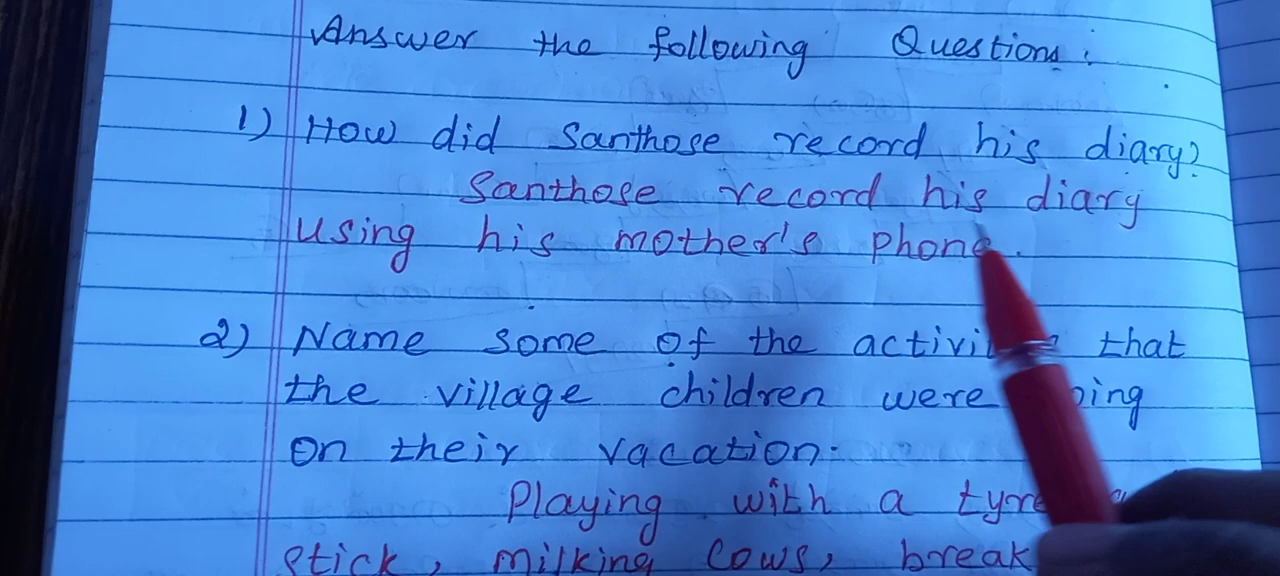 Answer the following Questions:
1) How did Santhose record his diary?
Santhose record his diary
using his mother's phone.
2) Name some of the that
the village children were
on their vacation.
Playing with a
stick, milking cows, break